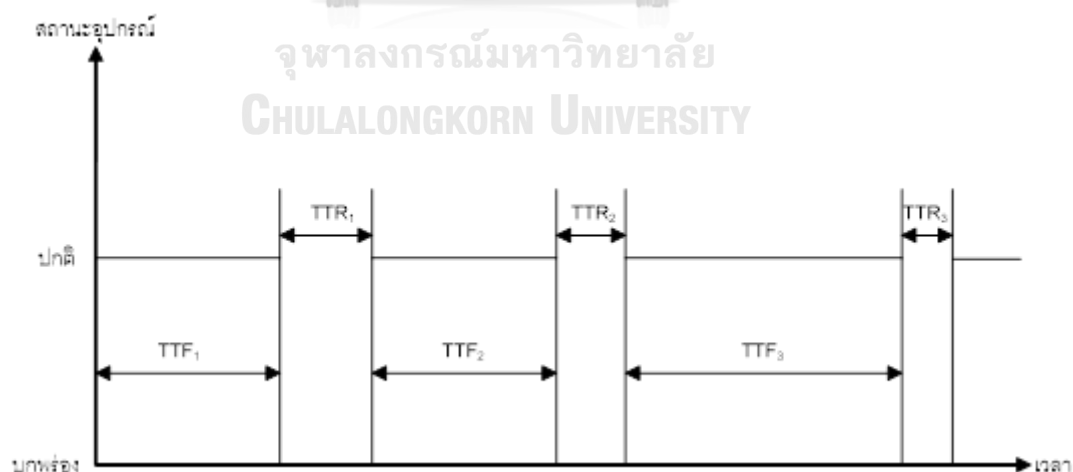 สถานะอุปกรณ์
จุฬาลงกรณ์มหาวิทยาลัย
CHULALONGKORN UNIVERSITY
TTR₁
TTR₂
TTR₃
ปกติ
TTF₁
TTF₂
TTF₃
บกพร่อง
เวลา